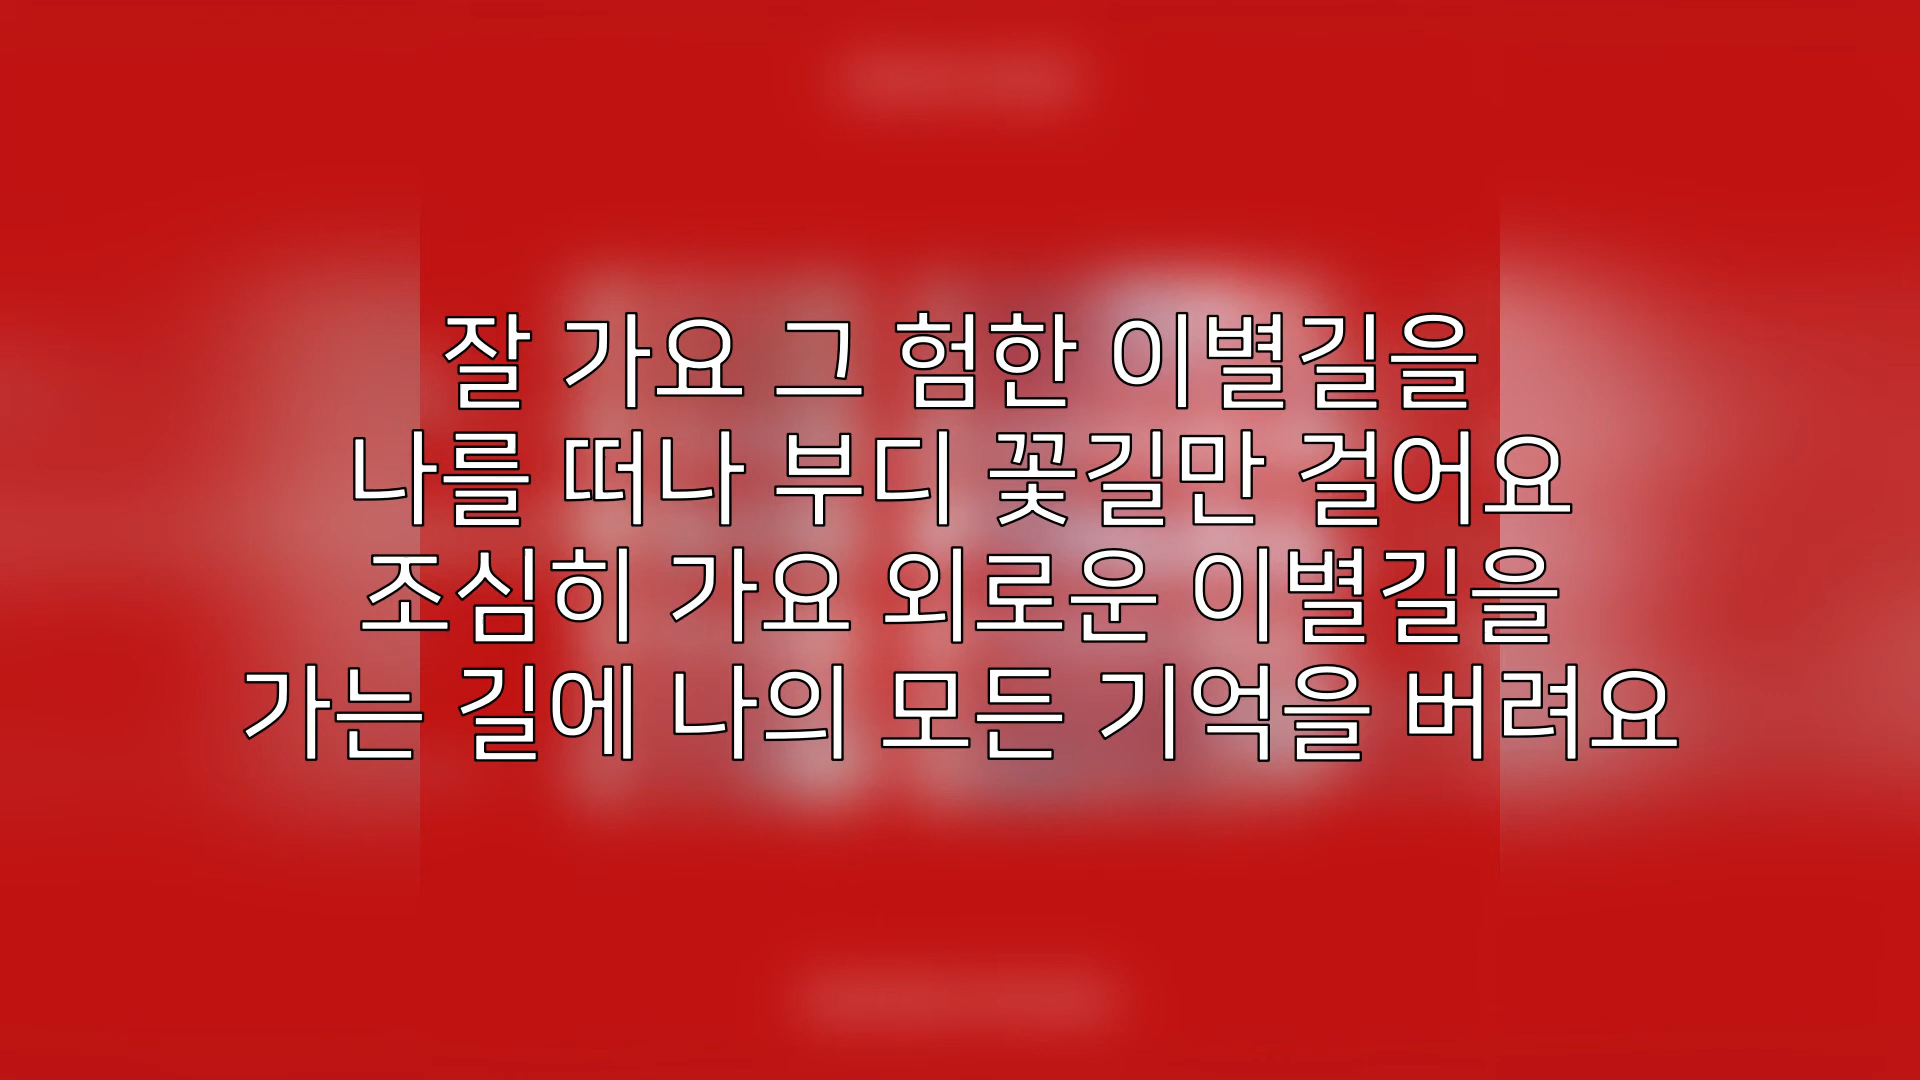 잘 가요 그 험한 이별길을
나를 떠나 부디 꽃길만 걸어요
조심히 가요 외로운 이별길을
가는 길에 나의 모든 기억을 버려요